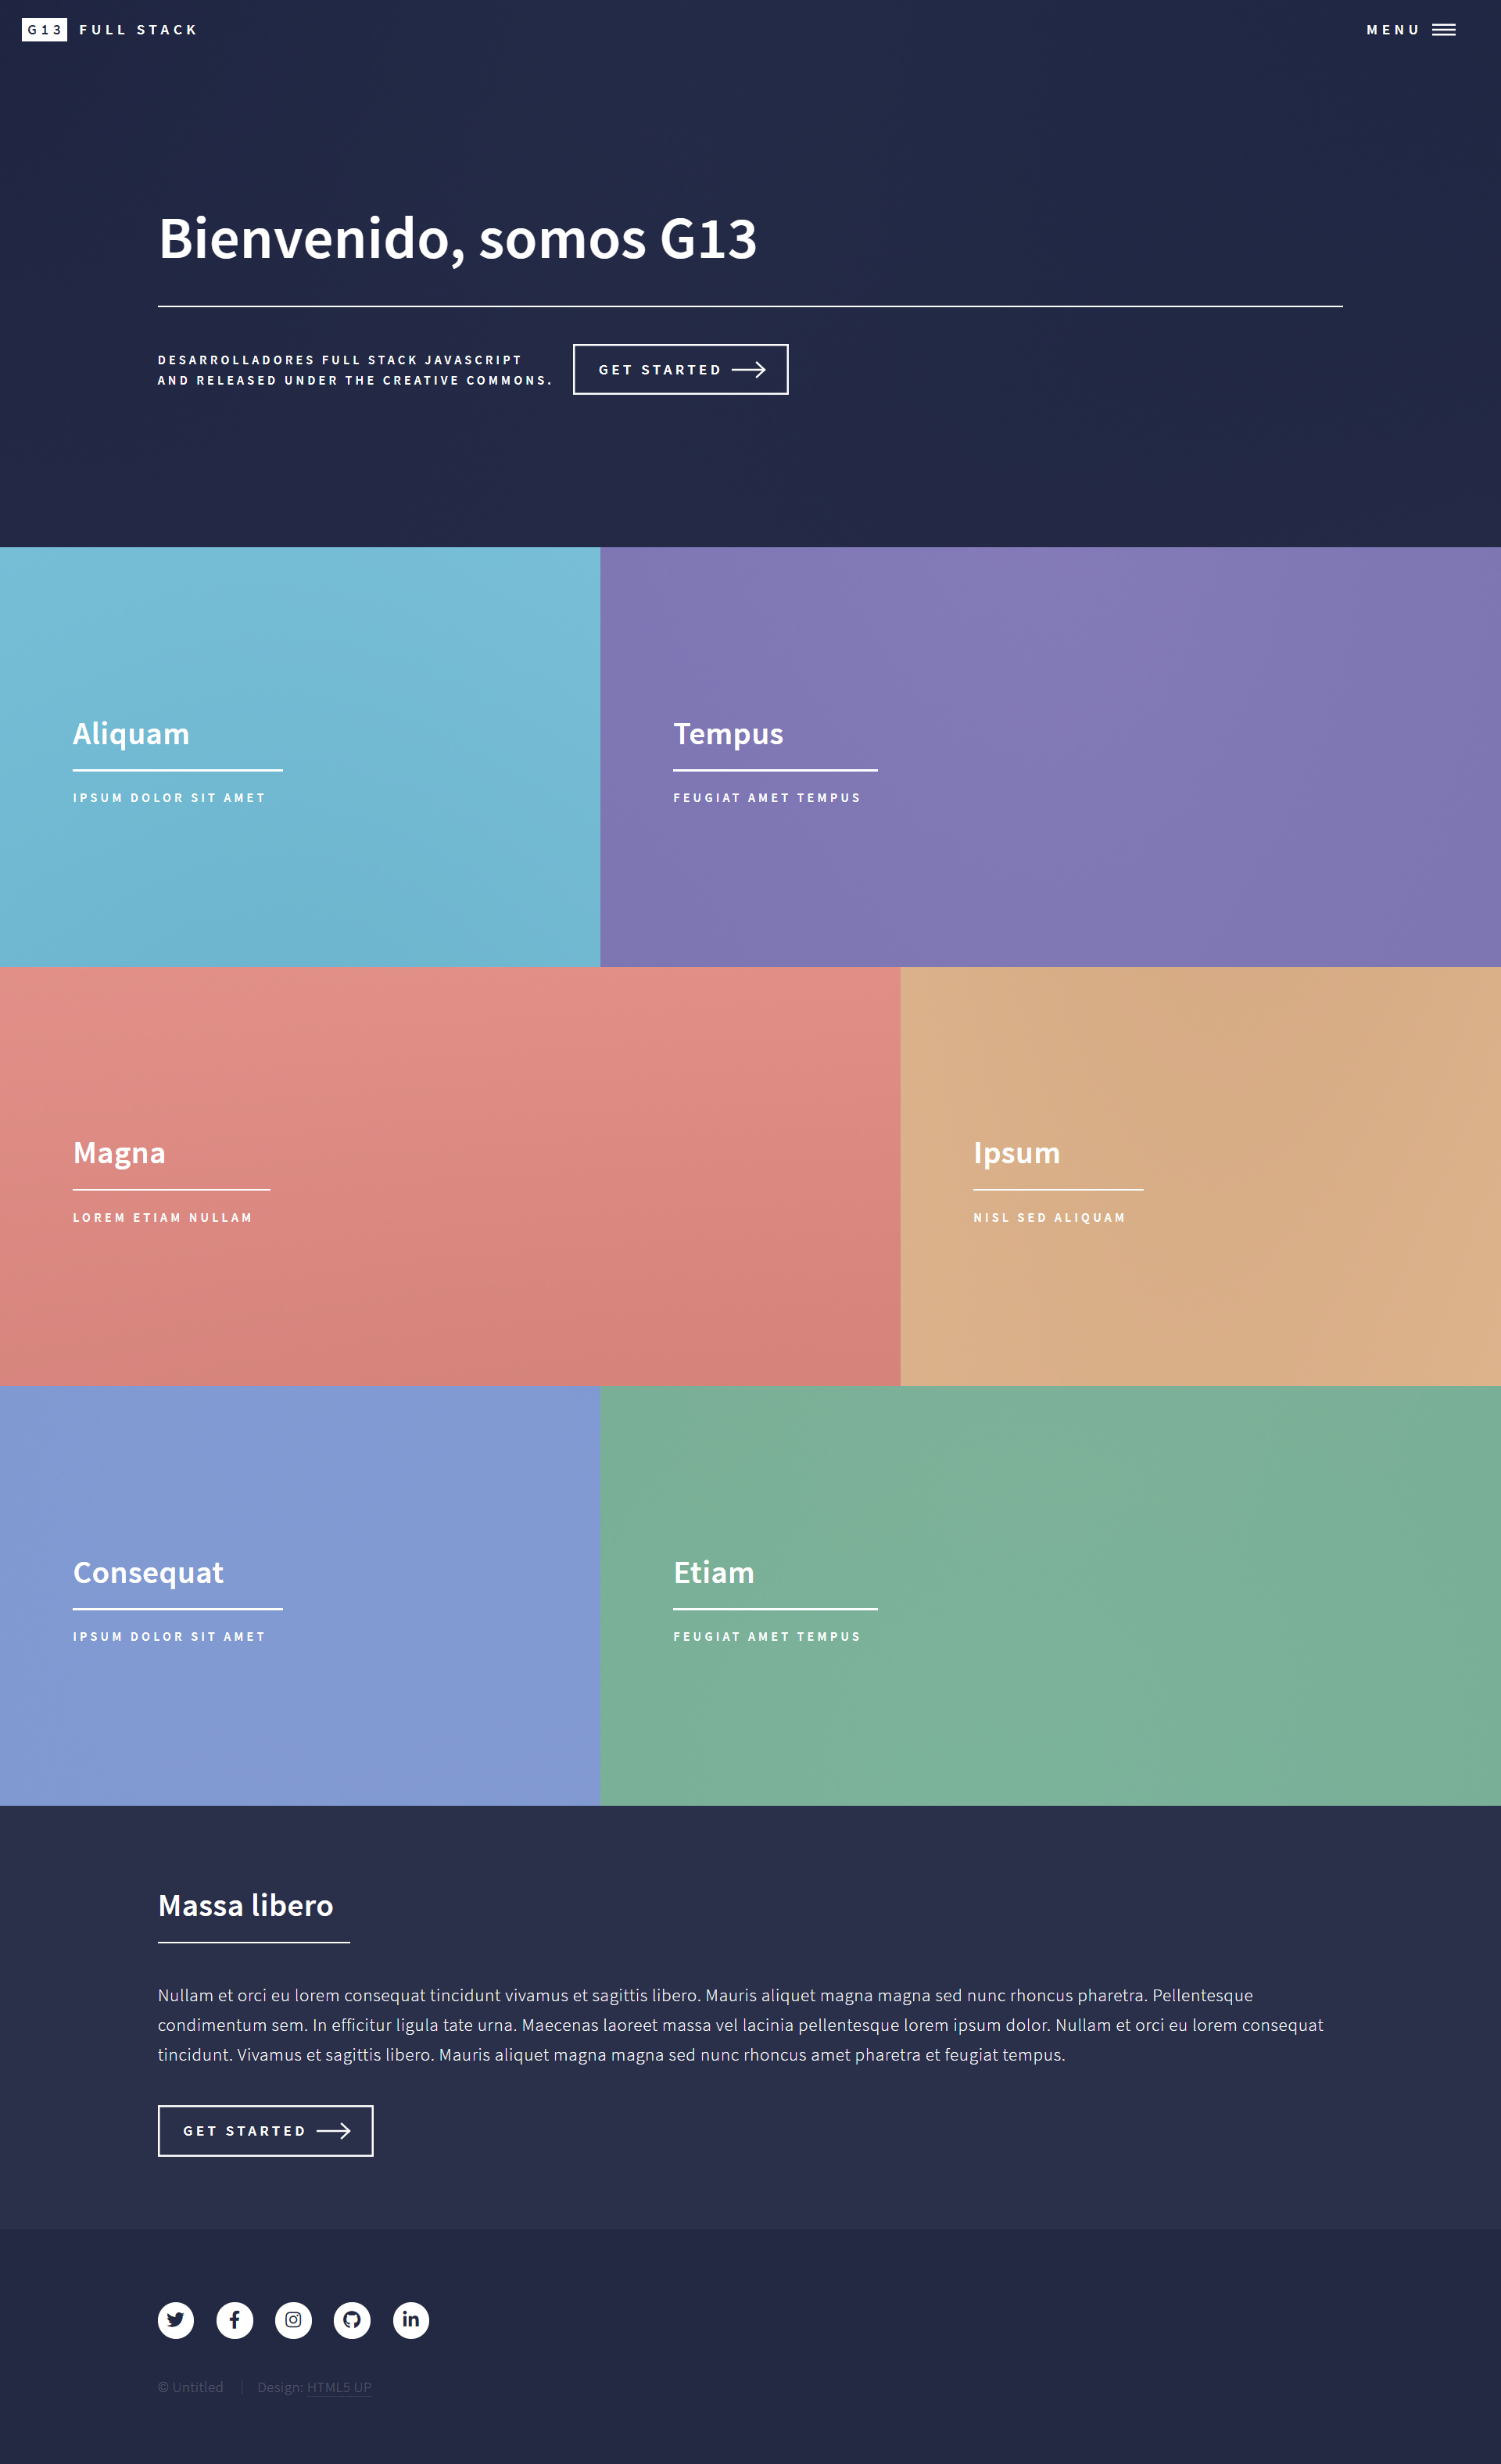 G13 FULL STACK
MENU
Bienvenido, somos G13
DESARROLLADORES FULL STACK JAVASCRIPT
AND RELEASED UNDER THE CREATIVE COMMONS.
GET STARTED
Aliquam
IPSUM DOLOR SIT AMET
Tempus
FEUGIAT AMET TEMPUS
Magna
LOREM ETIAM NULLAM
Ipsum
NISL SED ALIQUAM
Consequat
IPSUM DOLOR SIT AMET
Etiam
FEUGIAT AMET TEMPUS
Massa libero
Nullam et orci eu lorem consequat tincidunt vivamus et sagittis libero. Mauris aliquet magna magna sed nunc rhoncus pharetra. Pellentesque
condimentum sem. In efficitur ligula tate urna. Maecenas laoreet massa vel lacinia pellentesque lorem ipsum dolor. Nullam et orci eu lorem consequat
tincidunt. Vivamus et sagittis libero. Mauris aliquet magna magna sed nunc rhoncus amet pharetra et feugiat tempus.
GET STARTED
© Untitled | Design: HTML5 UP